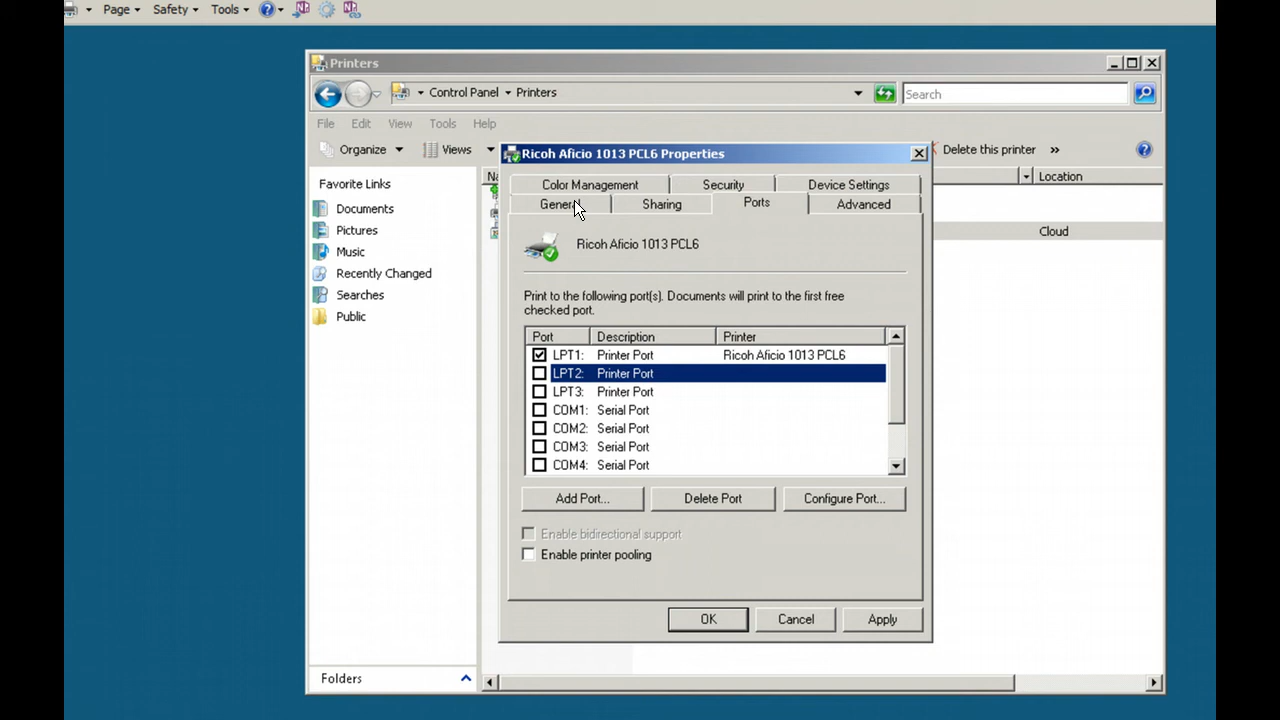 Page Safety Tools
Printers
Control Panel Printers
Search
File Edit View Tools Help
Organize Views Delete this printer »
Ricoh Aficio 1013 PCL6 Properties
Favorite Links
Documents
Pictures
Music
Recently Changed
Searches
Public
Folders
Location
Cloud
Color Management Security Device Settings
General Sharing Ports Advanced
Ricoh Aficio 1013 PCL6
Print to the following port(s). Documents will print to the first free
checked port.
Port Description Printer
LPT1: Printer Port Ricoh Aficio 1013 PCL6
LPT2: Printer Port
LPT3: Printer Port
COM1: Serial Port
COM2: Serial Port
COM3: Serial Port
COM4: Serial Port
Add Port... Delete Port Configure Port...
Enable bidirectional support
Enable printer pooling
OK Cancel Apply